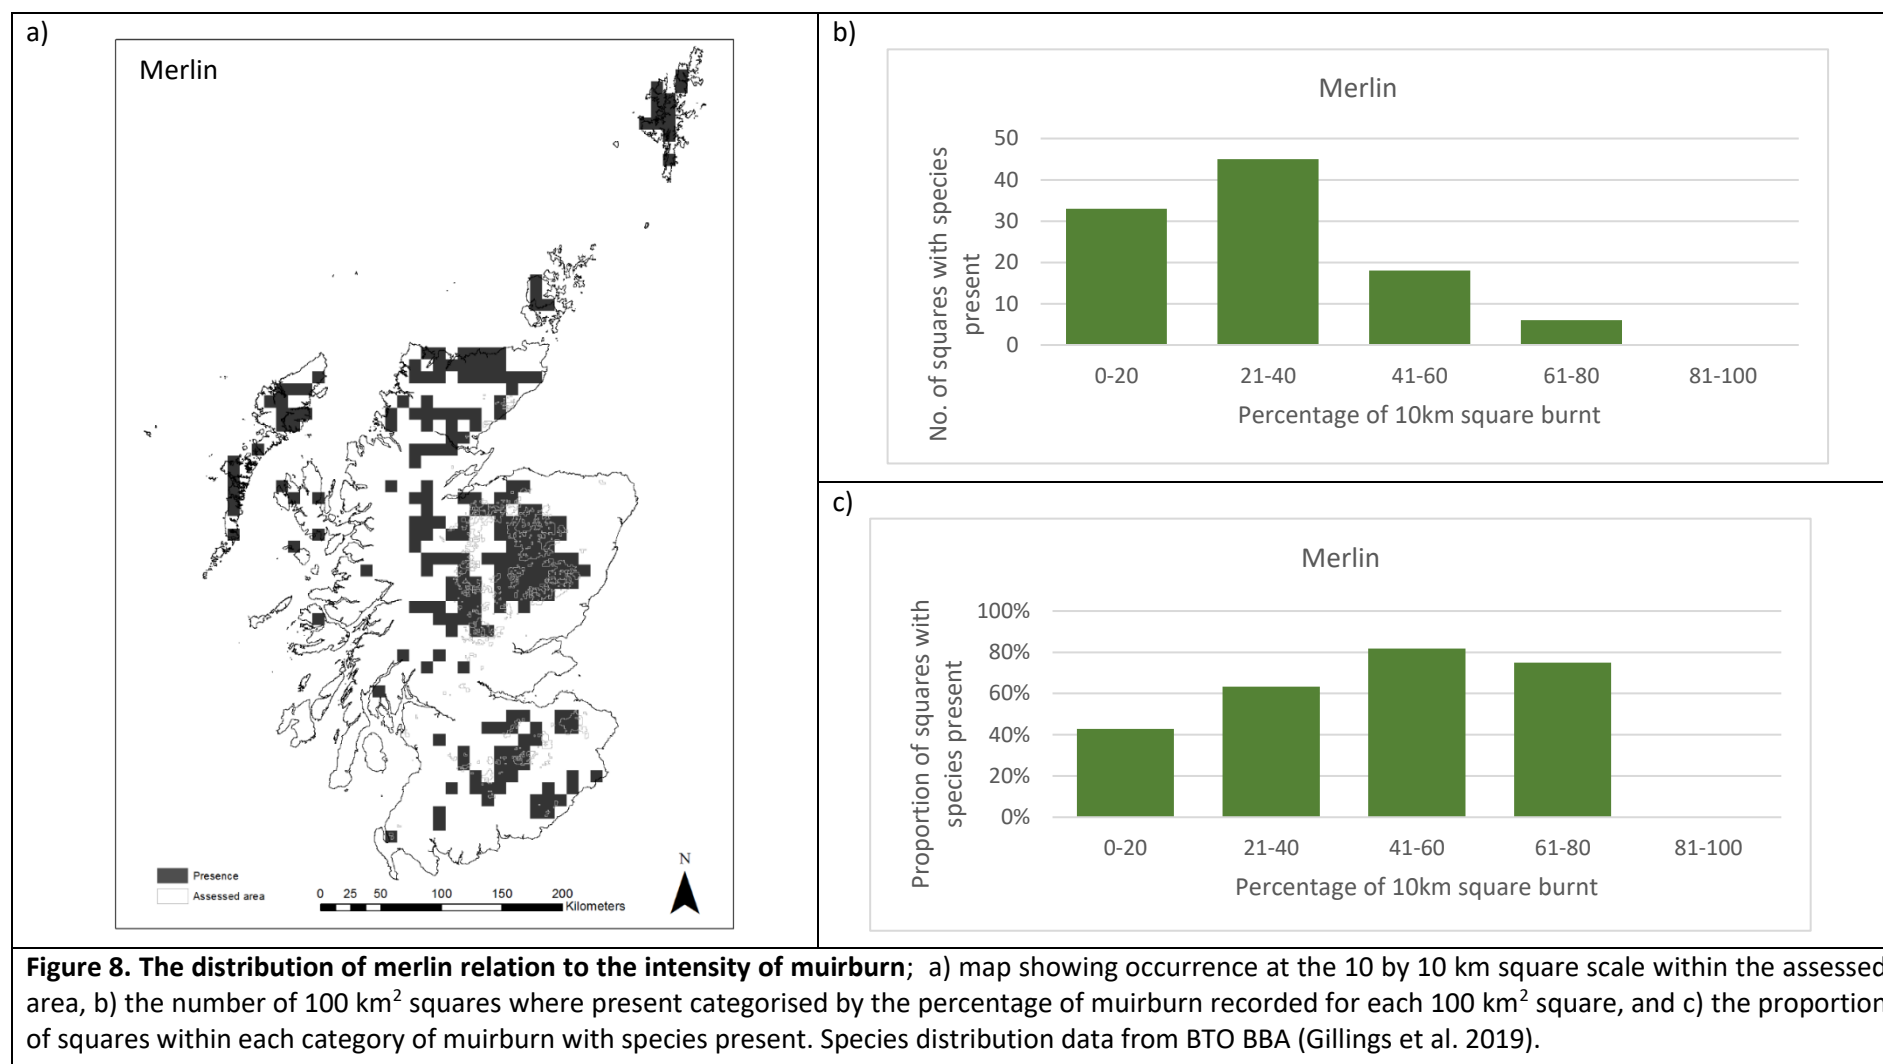 a)
Merlin
N
Presence
Assessed area
0 25 50 100 150 200
Kilometers
b)
Merlin
No. of squares with species
present
50
40
30
20
10
0
0-20 21-40 41-60 61-80 81-100
Percentage of 10km square burnt
c)
Merlin
Proportion of squares with
species present
100%
80%
60%
40%
20%
0%
0-20 21-40 41-60 61-80 81-100
Percentage of 10km square burnt
Figure 8. The distribution of merlin relation to the intensity of muirburn; a) map showing occurrence at the 10 by 10 km square scale within the assessed
area, b) the number of 100 km² squares where present categorised by the percentage of muirburn recorded for each 100 km² square, and c) the proportion
of squares within each category of muirburn with species present. Species distribution data from BTO BBA (Gillings et al. 2019).